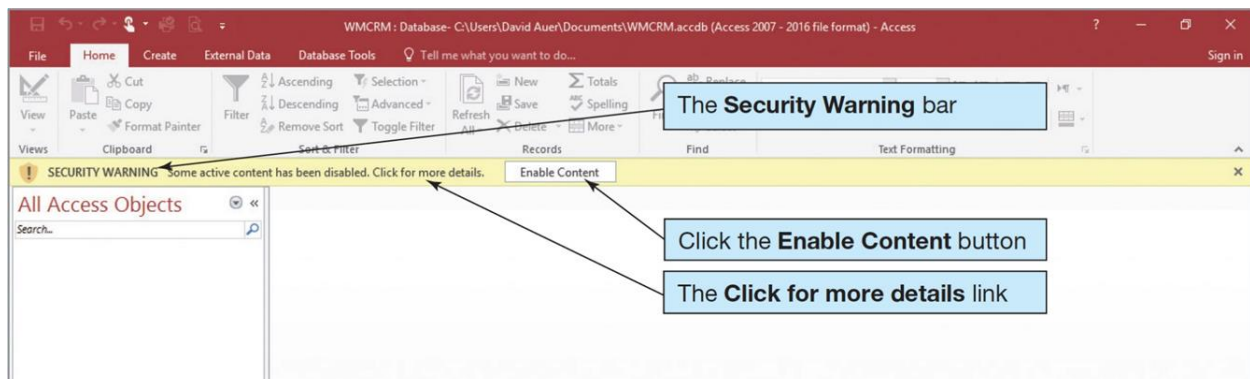 WMCRM : Database- C:\Users\David Auer\Documents\WMCRM.accdb (Access 2007 - 2016 file format) - Access
?
File Home Create External Data Database Tools Tell me what you want to do... Sign in
View
Paste
Cut
Copy
Format Painter
Filter
Ascending
Descending
Remove Sort
Selection
Advanced
Toggle Filter
Refresh
All
New
Save
Delete
Totals
Spelling
More
Views Clipboard Sort & Filter Records Find Text Formatting
The Security Warning bar
SECURITY WARNING Some active content has been disabled. Click for more details. Enable Content
All Access Objects
Search...
Click the Enable Content button
The Click for more details link